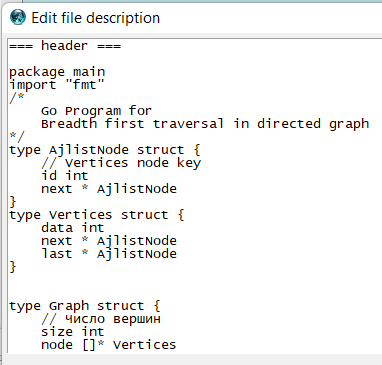 Edit file description
=== header ===
package main
import "fmt"
/*
    Go Program for
    Breadth first traversal in directed graph
*/
type AjlistNode struct {
    // Vertices node key
    id int
    next * AjlistNode
}
type Vertices struct {
    data int
    next * AjlistNode
    last * AjlistNode
}
type Graph struct {
    // Число вершин
    size int
    node []* Vertices